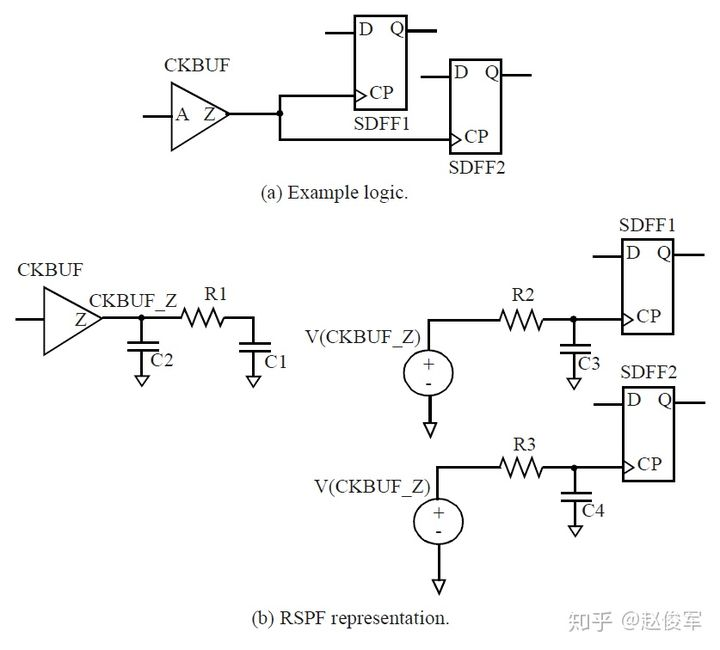 CKBUF
A Z
D Q
CP
SDFF1
D Q
CP
SDFF2
(a) Example logic.
CKBUF
Z
CKBUF_Z
R1
C2
C1
V(CKBUF_Z)
+
-
R2
C3
SDFF1
D Q
CP
V(CKBUF_Z)
+
-
R3
C4
SDFF2
D Q
CP
(b) RSPF representation.
知乎 @赵俊军